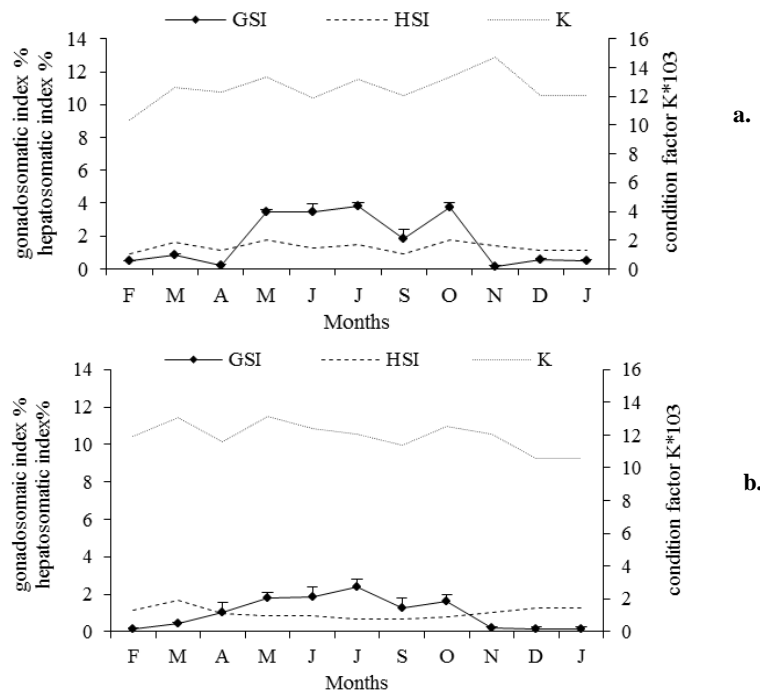 GSI HSI K
14 16
12 14
10 12
8 10
6 8
4 6
2 4
0 2
0
gonadosomatic index %
hepatosomatic index %
condition factor K*103
F M A M J J S O N D J
Months
a.
GSI HSI K
14 16
12 14
10 12
8 10
6 8
4 6
2 4
0 2
0
gonadosomaic index %
hepatosomatic index%
condition factor K*103
F M A M J J S O N D J
Months
b.